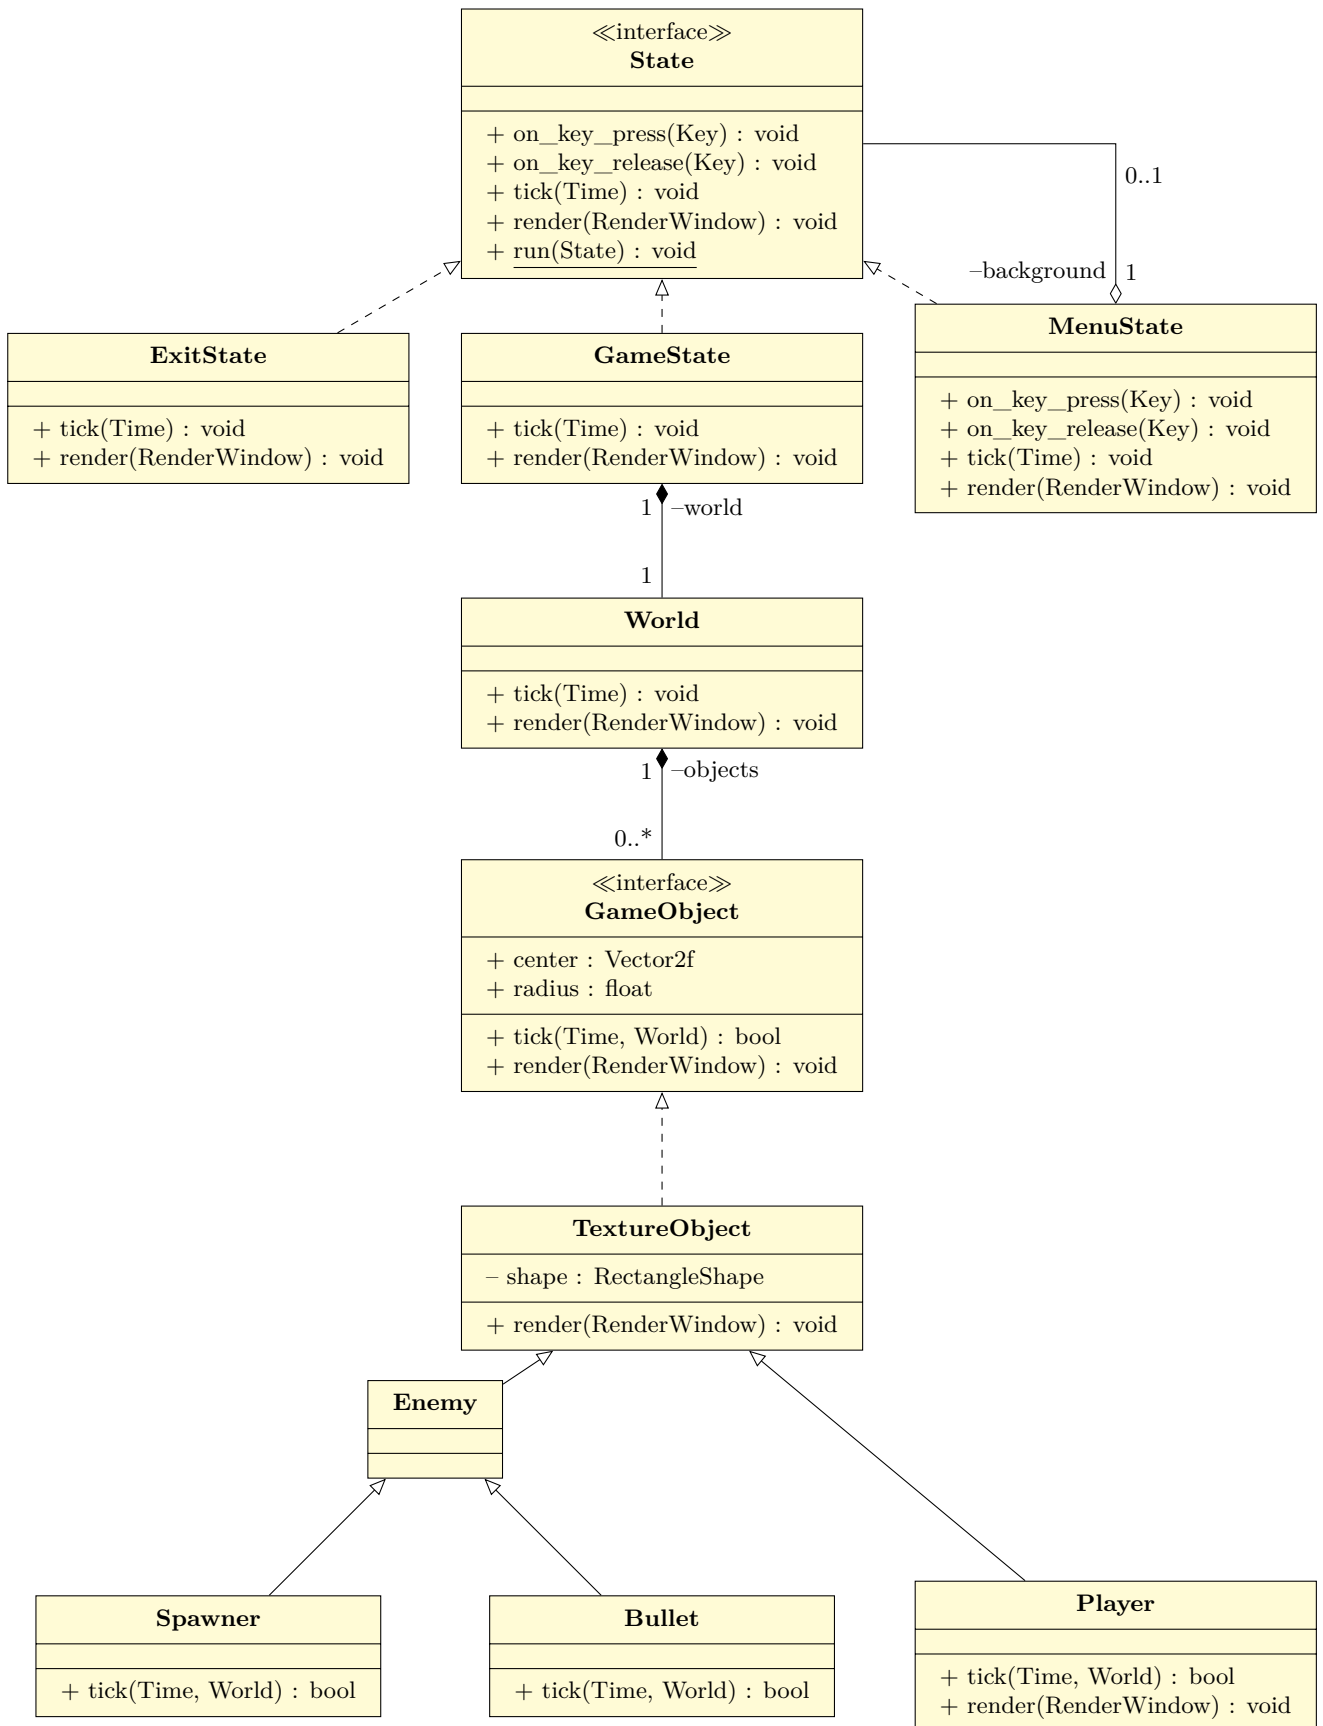 ≪interface≫
State
+ on_key_press(Key) : void
+ on_key_release(Key) : void
+ tick(Time) : void
+ render(RenderWindow) : void
+ run(State) : void
0..1
–background
1
ExitState
+ tick(Time) : void
+ render(RenderWindow) : void
GameState
+ tick(Time) : void
+ render(RenderWindow) : void
MenuState
+ on_key_press(Key) : void
+ on_key_release(Key) : void
+ tick(Time) : void
+ render(RenderWindow) : void
1
–world
1
World
+ tick(Time) : void
+ render(RenderWindow) : void
1
–objects
0..*
≪interface≫
GameObject
+ center : Vector2f
+ radius : float
+ tick(Time, World) : bool
+ render(RenderWindow) : void
TextureObject
– shape : RectangleShape
+ render(RenderWindow) : void
Enemy
Spawner
+ tick(Time, World) : bool
Bullet
+ tick(Time, World) : bool
Player
+ tick(Time, World) : bool
+ render(RenderWindow) : void